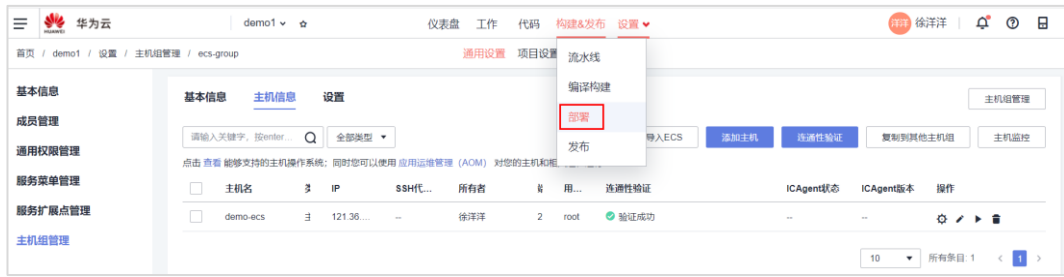 HUAWEI 华为云 demo1 仪表盘 工作 代码 构建&发布 设置 洋洋 徐洋洋
首页 / demo1 / 设置 / 主机组管理 / ecs-group 通用设置 项目设置
流水线
编译构建
部署
发布
基本信息
成员管理
通用权限管理
服务菜单管理
服务扩展点管理
主机组管理
基本信息 主机信息 设置 主机组管理
请输入关键字，按enter... 全部类型 导入ECS 添加主机 连通性验证 复制到其他主机组 主机监控
点击 查看 能够支持的主机操作系统；同时您可以使用 应用运维管理（AOM）对您的主机和
主机名 IP SSH代... 所有者 用... 连通性验证 ICAgent状态 ICAgent版本 操作
demo-ecs 主 121.36.... -- 徐洋洋 2 root 验证成功 -- --
10 所有条目: 1 < 1 >